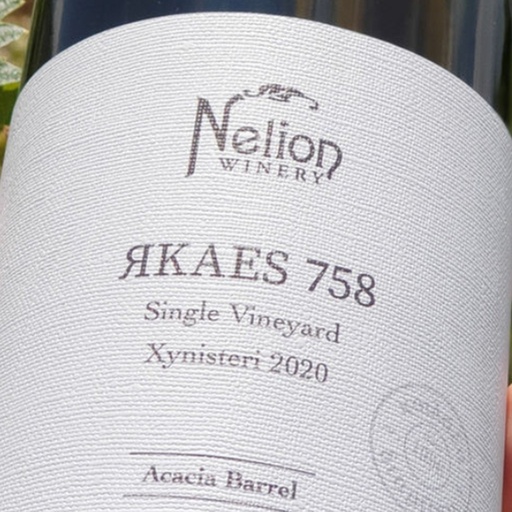 Nelion
WINERY
ЯKAES 758
Single Vineyard
Xynisteri 2020
Acacia Barrel